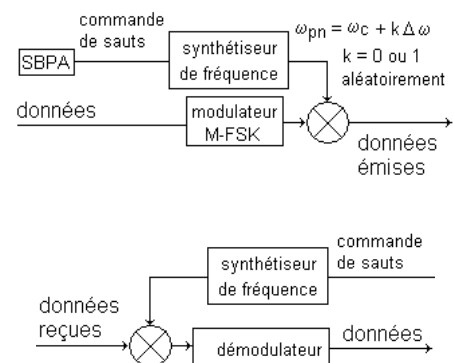 commande
de sauts
SBPA
synthétiseur
de fréquence
ωpn = ωc + k Δω
k = 0 ou 1
aléatoirement
données
modulateur
M-FSK
données
émises
commande
de sauts
synthétiseur
de fréquence
données
reçues
démodulateur
données